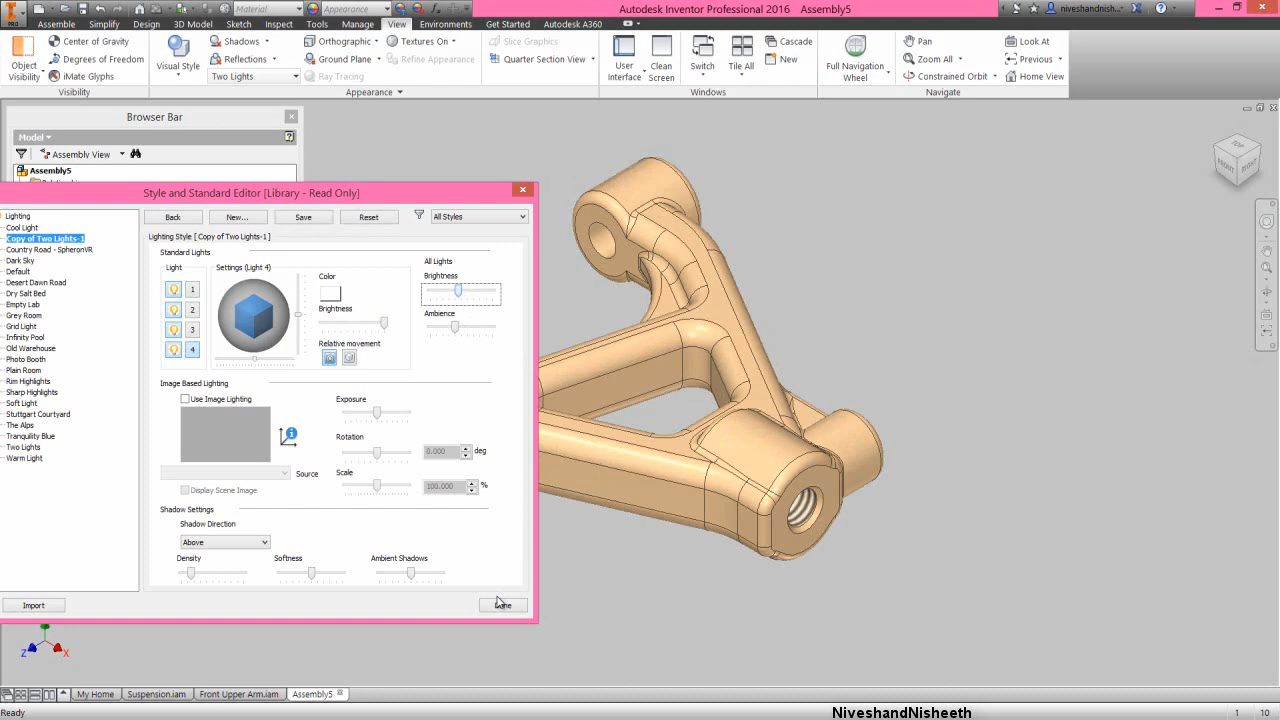 Material
Appearance
Autodesk Inventor Professional 2016   Assembly5
niveshandnish...
PRO
Assemble
Simplify
Design
3D Model
Sketch
Inspect
Tools
Manage
View
Environments
Get Started
Autodesk A360
Object Visibility
Center of Gravity
Degrees of Freedom
iMate Glyphs
Visual Style
Shadows
Reflections
Two Lights
Orthographic
Ground Plane
Ray Tracing
Textures On
Refine Appearance
Slice Graphics
Quarter Section View
User Interface
Clean Screen
Switch
Tile All
Cascade
New
Full Navigation Wheel
Pan
Zoom All
Constrained Orbit
Look At
Previous
Home View
Visibility
Appearance
Windows
Navigate
Browser Bar
Model
Assembly View
Assembly5
TOP
FRONT
RIGHT
Style and Standard Editor [Library - Read Only]
Lighting
Cool Light
Copy of Two Lights-1
Country Road - SpheronVR
Dark Sky
Default
Desert Dawn Road
Dry Salt Bed
Empty Lab
Grey Room
Grid Light
Infinity Pool
Old Warehouse
Photo Booth
Plain Room
Rim Highlights
Sharp Highlights
Soft Light
Stuttgart Courtyard
The Alps
Tranquility Blue
Two Lights
Warm Light
Back
New...
Save
Reset
All Styles
Lighting Style [ Copy of Two Lights-1 ]
Standard Lights
Light
1
2
3
4
Settings (Light 4)
Color
Brightness
Relative movement
All Lights
Brightness
Ambience
Image Based Lighting
Use Image Lighting
Source
Display Scene Image
Exposure
Rotation
0.000 deg
Scale
100.000 %
Shadow Settings
Shadow Direction
Above
Density
Softness
Ambient Shadows
Import
Z
X
My Home
Suspension.iam
Front Upper Arm.iam
Assembly5
Ready
NiveshandNisheeth
1
10